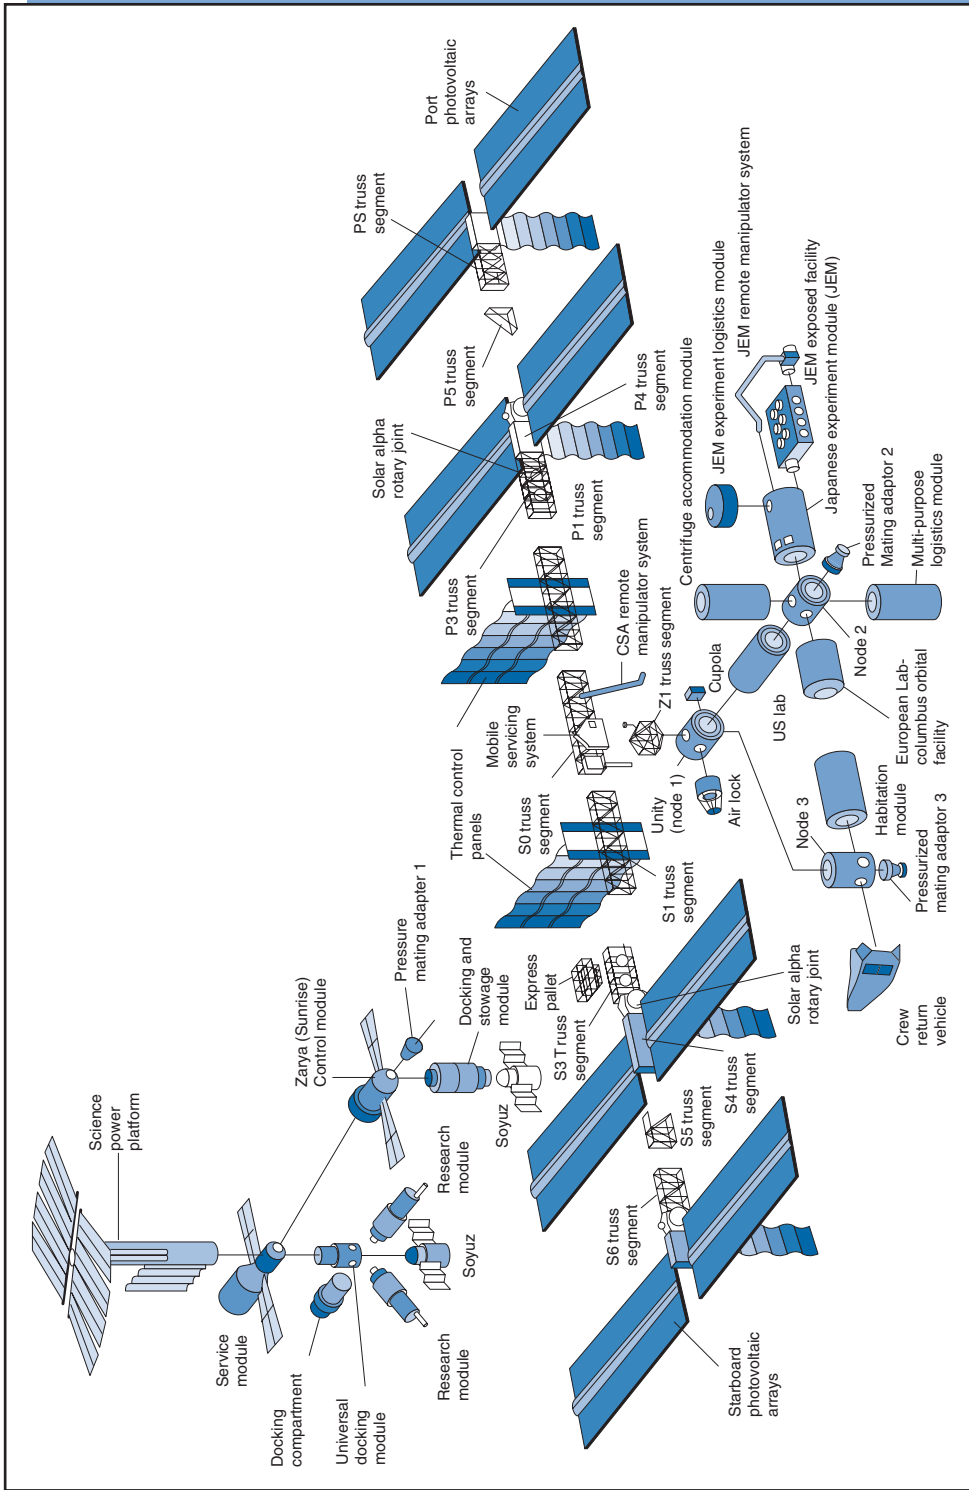 Science
power
platform
Service
module
Docking
compartment
Universal
docking
module
Research
module
Soyuz
Research
module
Zarya (Sunrise)
Control module
Pressure
mating adapter 1
Docking and
stowage
module
Soyuz
Thermal control
panels
Express
pallet
S3 Truss
segment
S0 truss
segment
S1 truss
segment
Solar alpha
rotary joint
S4 truss
segment
S5 truss
segment
S6 truss
segment
Starboard
photovoltaic
arrays
Mobile
servicing
system
CSA remote
manipulator system
P3 truss
segment
P1 truss
segment
Solar alpha
rotary joint
P4 truss
segment
P5 truss
segment
PS truss
segment
Port
photovoltaic
arrays
Z1 truss segment
Unity
(node 1)
Cupola
Air lock
US lab
Node 3
Habitation
module
Pressurized
mating adaptor 3
Crew
return
vehicle
European Lab-
columbus orbital
facility
Node 2
Centrifuge accommodation module
JEM experiment logistics module
JEM remote manipulator system
JEM exposed facility
Japanese experiment module (JEM)
Pressurized
Mating adaptor 2
Multi-purpose
logistics module